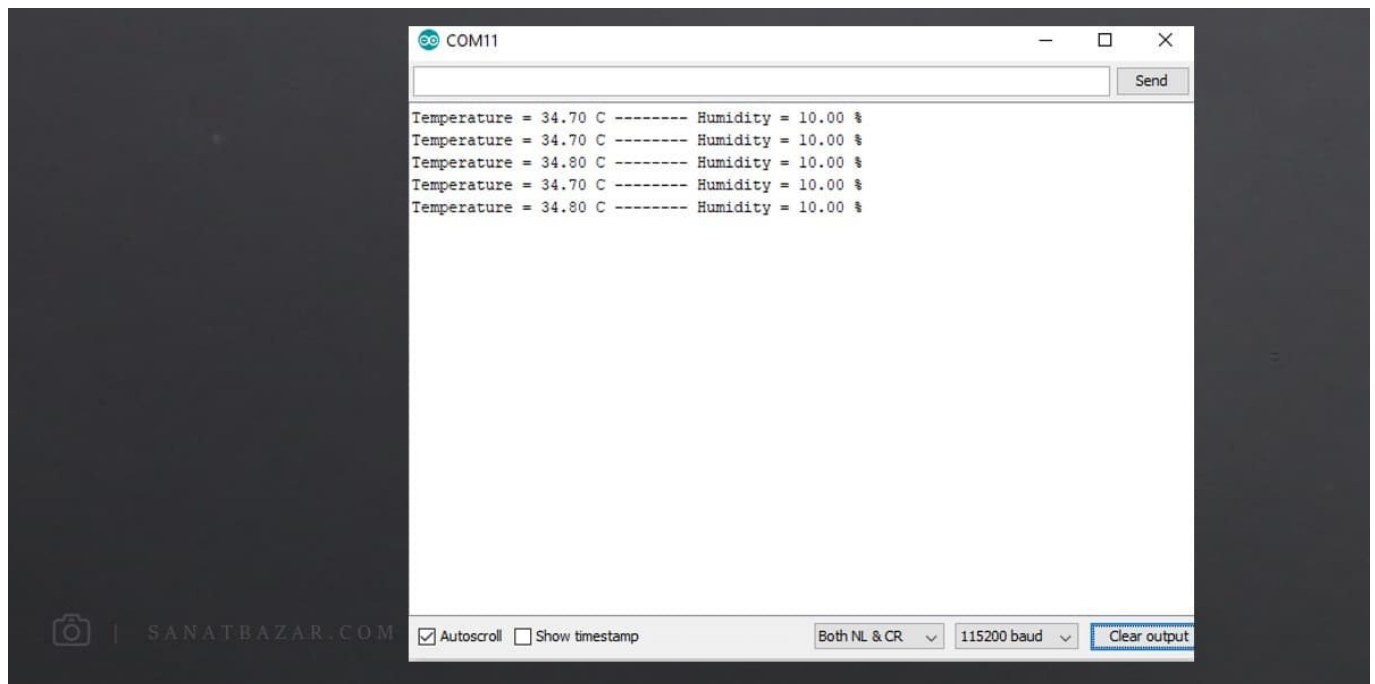 COM11
Send
Temperature = 34.70 C -------- Humidity = 10.00 %
Temperature = 34.70 C -------- Humidity = 10.00 %
Temperature = 34.80 C -------- Humidity = 10.00 %
Temperature = 34.70 C -------- Humidity = 10.00 %
Temperature = 34.80 C -------- Humidity = 10.00 %
| SANATBAZAR.COM
Autoscroll Show timestamp Both NL & CR 115200 baud Clear output